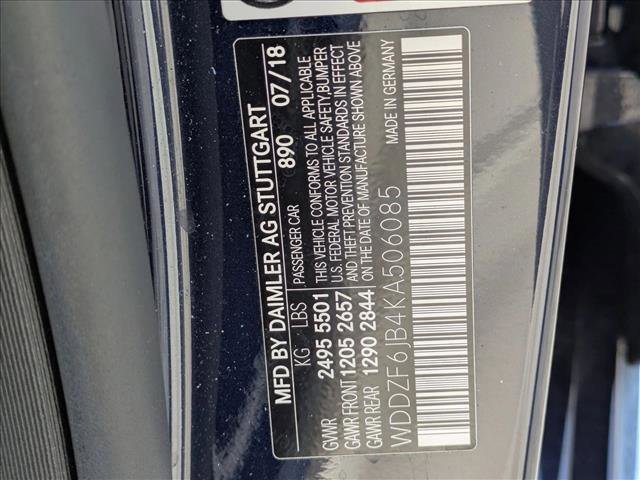 MFD BY DAIMLER AG STUTTGART
890 07/18
KG LBS PASSENGER CAR
GVWR 2495 5501 THIS VEHICLE CONFORMS TO ALL APPLICABLE
GAWR FRONT 1205 2657 U.S. FEDERAL MOTOR VEHICLE SAFETY,BUMPER
GAWR REAR 1290 2844 AND THEFT PREVENTION STANDARDS IN EFFECT
ON THE DATE OF MANUFACTURE SHOWN ABOVE
WDDZF6JB4KA506085 MADE IN GERMANY